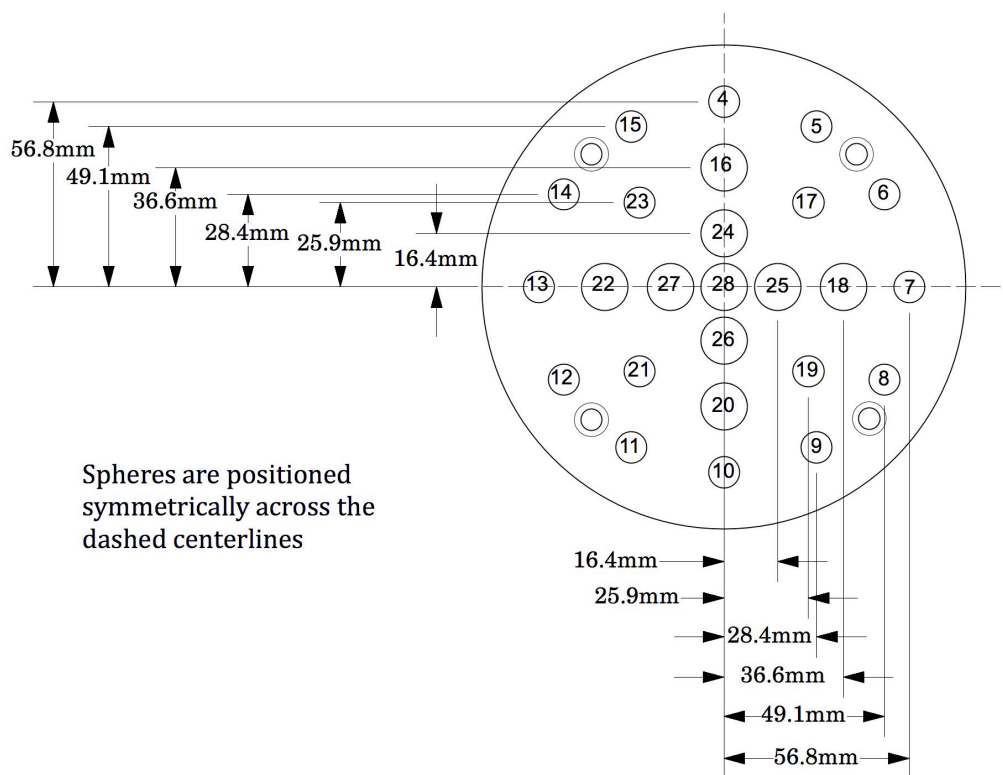 4
15
5
56.8mm
49.1mm
16
36.6mm
14
6
28.4mm
23
17
25.9mm
24
16.4mm
13
22
27
28
25
18
7
26
21
19
12
8
20
11
9
10
Spheres are positioned
symmetrically across the
dashed centerlines
16.4mm
25.9mm
28.4mm
36.6mm
49.1mm
56.8mm